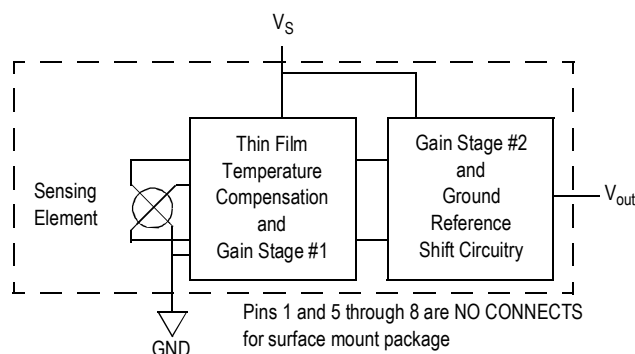 V_S
Thin Film
Temperature
Compensation
and
Gain Stage #1
Gain Stage #2
and
Ground
Reference
Shift Circuitry
Sensing
Element
V_out
Pins 1 and 5 through 8 are NO CONNECTS
for surface mount package
GND